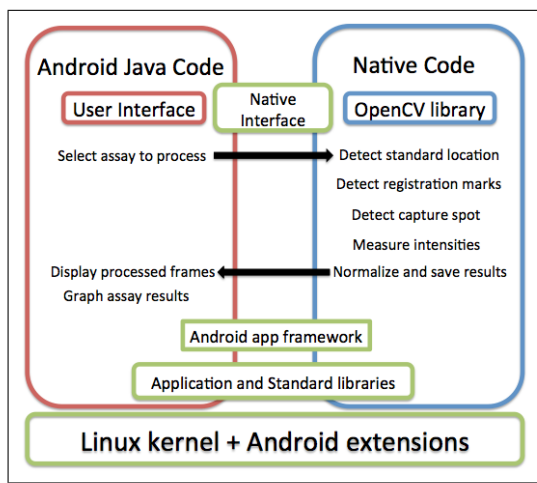 Android Java Code
Native Code
User Interface
Native
Interface
OpenCV library
Select assay to process
Detect standard location
Detect registration marks
Detect capture spot
Measure intensities
Display processed frames
Normalize and save results
Graph assay results
Android app framework
Application and Standard libraries
Linux kernel + Android extensions